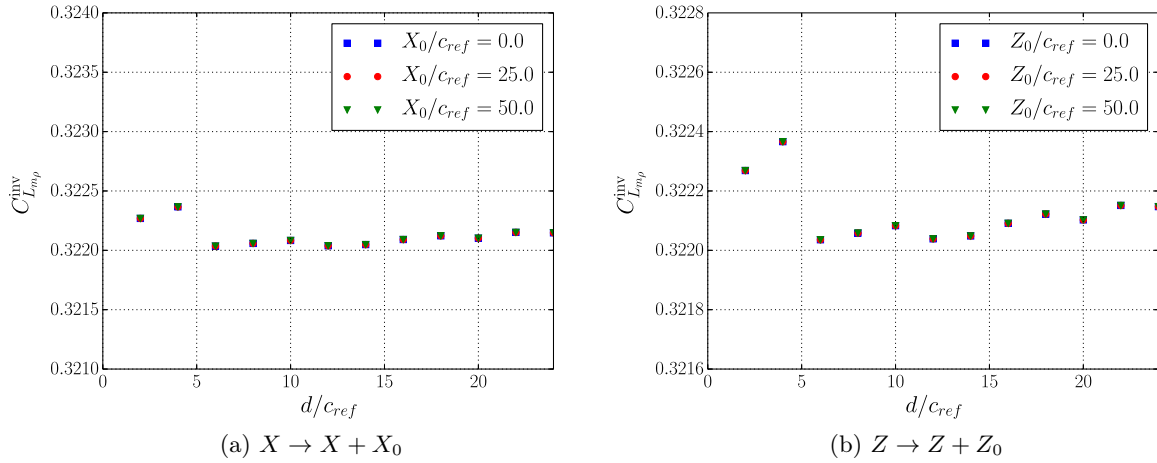 0.3240
0.3235
0.3230
0.3225
0.3220
0.3215
0.3210
C^{inv}_{L_{m_ρ}}
X_0/c_{ref} = 0.0
X_0/c_{ref} = 25.0
X_0/c_{ref} = 50.0
0 5 10 15 20
d/c_{ref}
(a) X → X + X_0
0.3228
0.3226
0.3224
0.3222
0.3220
0.3218
0.3216
C^{inv}_{L_{m_ρ}}
Z_0/c_{ref} = 0.0
Z_0/c_{ref} = 25.0
Z_0/c_{ref} = 50.0
0 5 10 15 20
d/c_{ref}
(b) Z → Z + Z_0